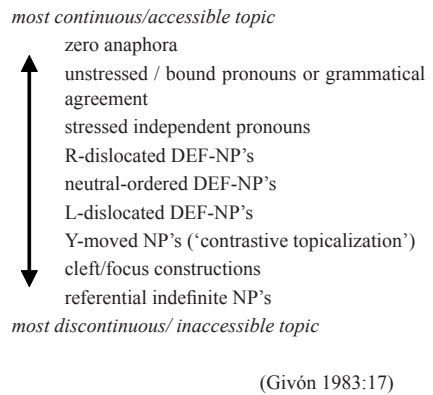 most continuous/accessible topic
zero anaphora
unstressed / bound pronouns or grammatical
agreement
stressed independent pronouns
R-dislocated DEF-NP’s
neutral-ordered DEF-NP’s
L-dislocated DEF-NP’s
Y-moved NP’s (‘contrastive topicalization’)
cleft/focus constructions
referential indefinite NP’s
most discontinuous/ inaccessible topic
(Givón 1983:17)